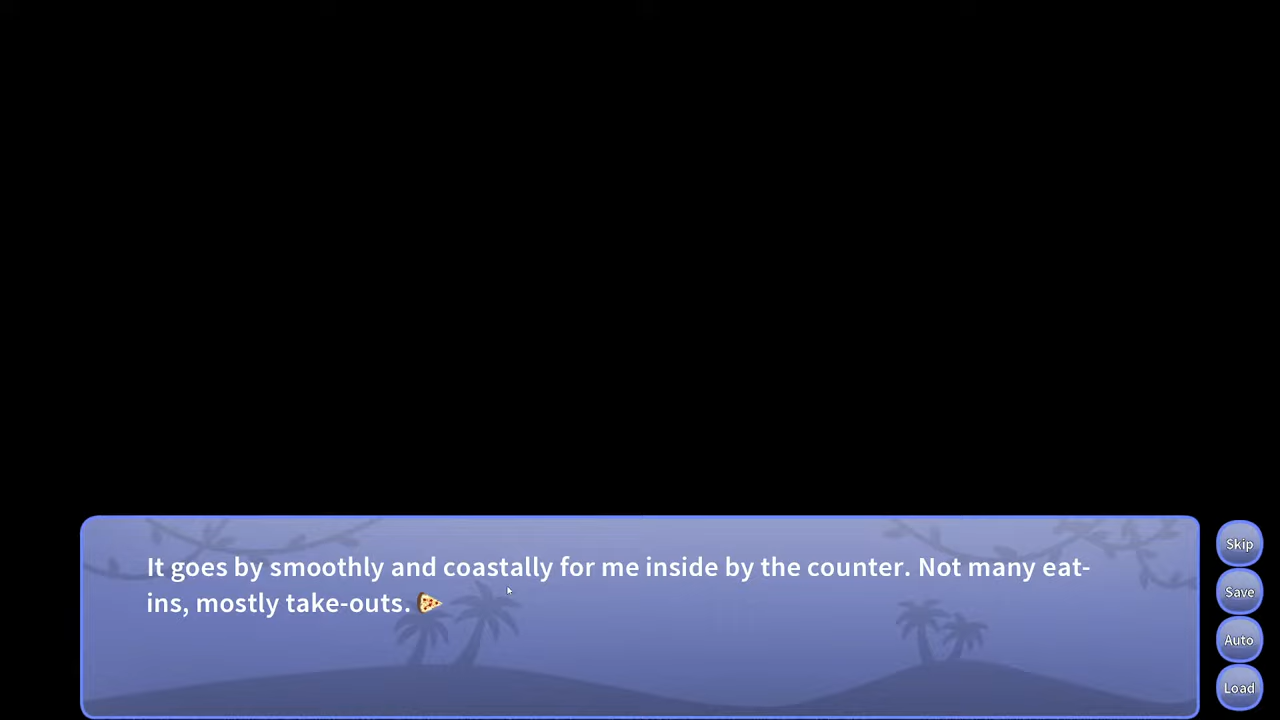 It goes by smoothly and coastally for me inside by the counter. Not many eat-
ins, mostly take-outs.
Skip
Save
Auto
Load